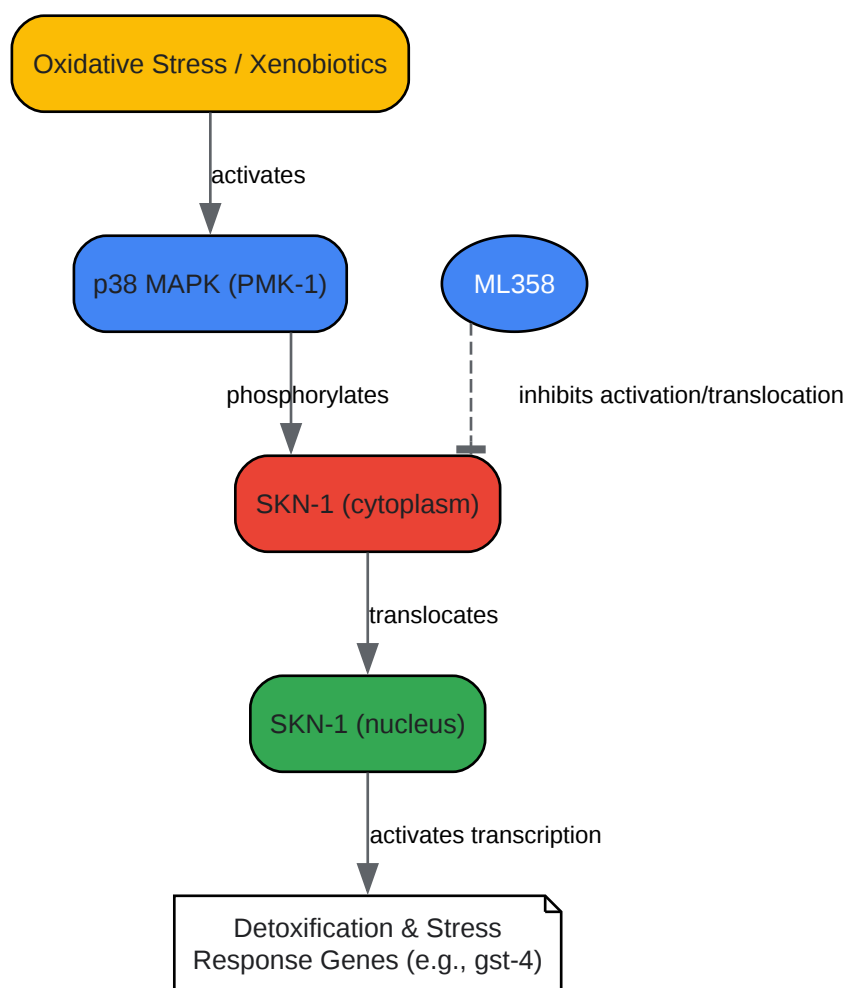 Oxidative Stress / Xenobiotics
activates
p38 MAPK (PMK-1)
ML358
phosphorylates
inhibits activation/translocation
SKN-1 (cytoplasm)
translocates
SKN-1 (nucleus)
activates transcription
Detoxification & Stress
Response Genes (e.g., gst-4)